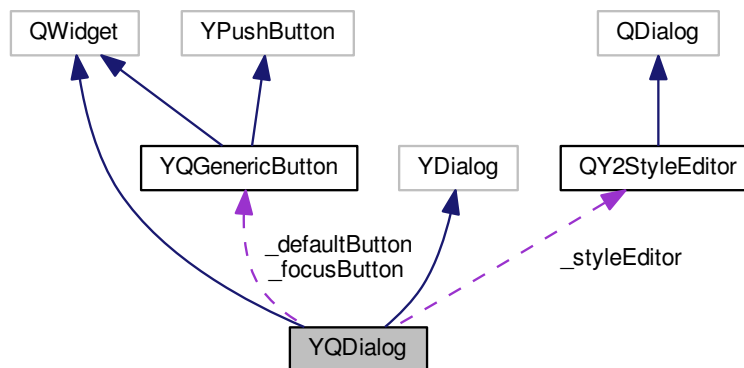 QWidget
YPushButton
QDialog
YQGenericButton
YDialog
QY2StyleEditor
_defaultButton
_focusButton
_styleEditor
YQDialog